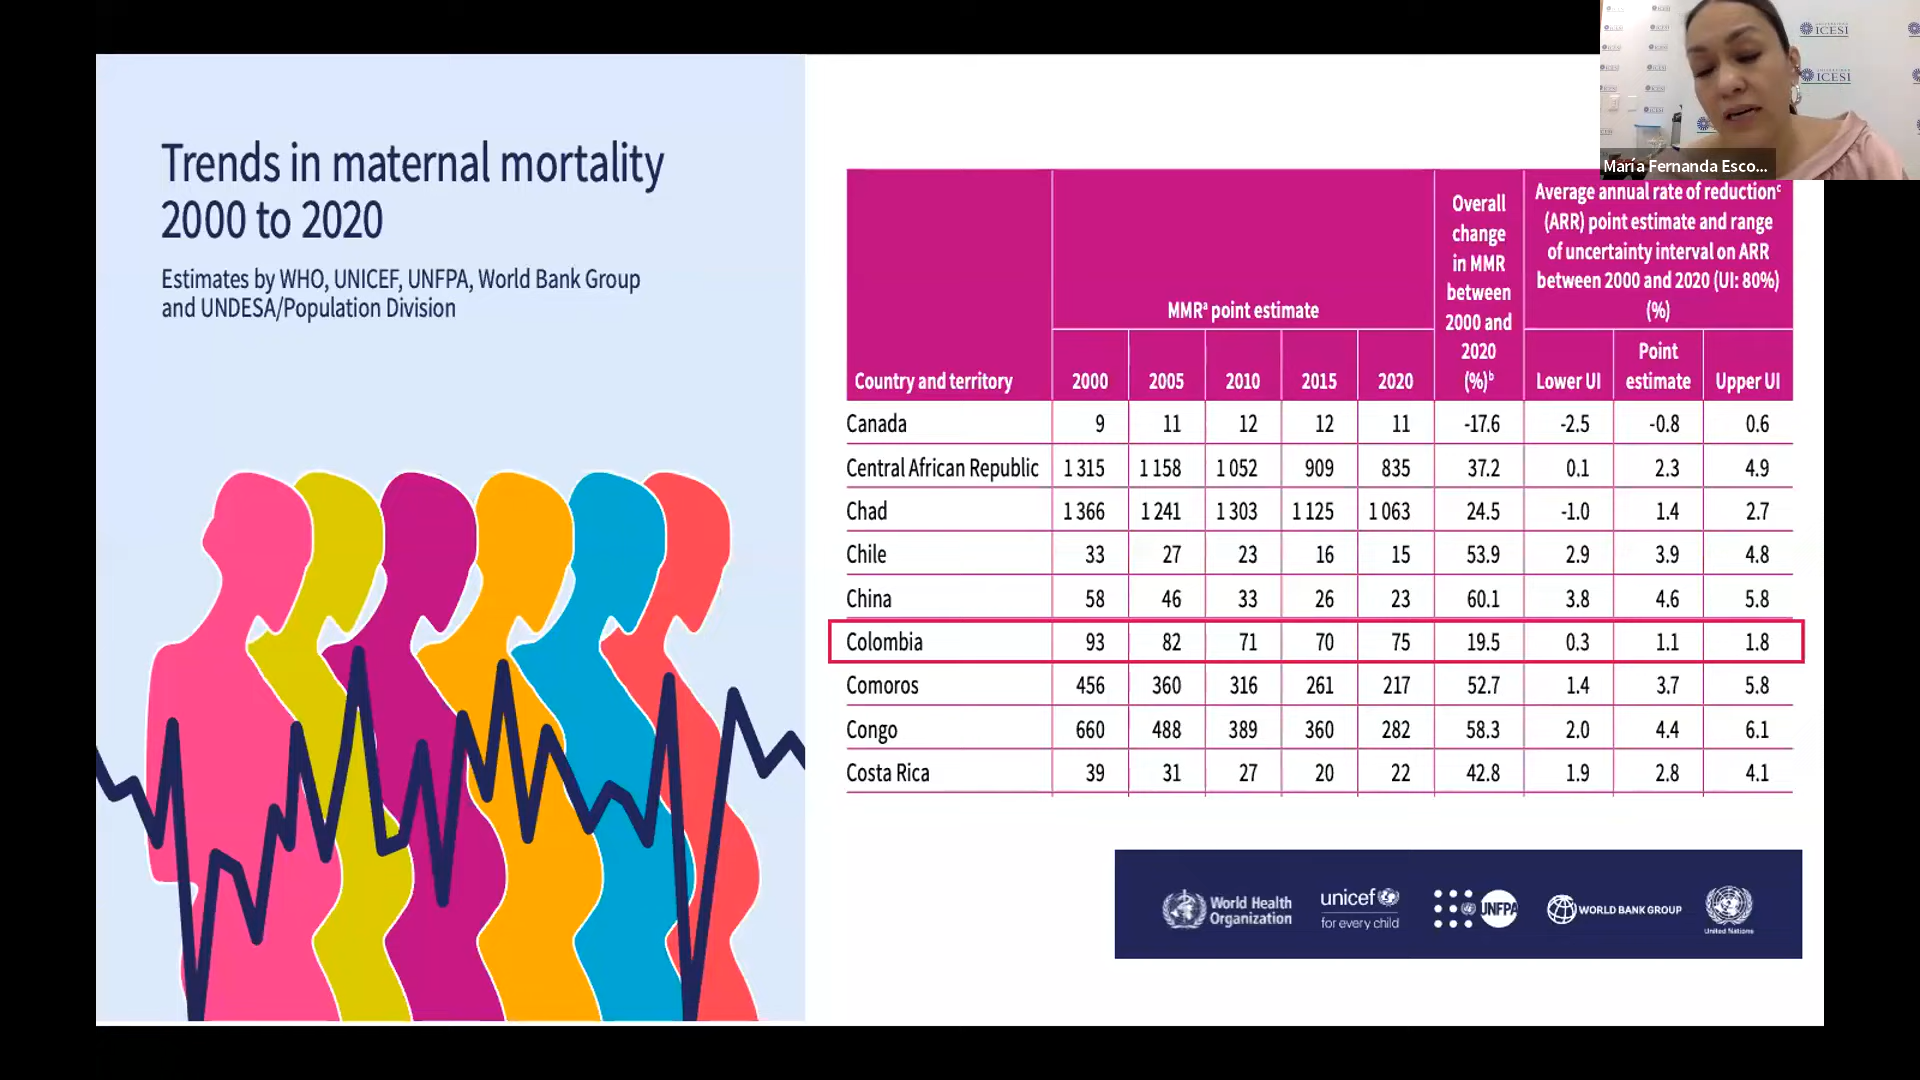 Trends in maternal mortality
2000 to 2020
Estimates by WHO, UNICEF, UNFPA, World Bank Group
and UNDESA/Population Division
ICESI
ICESI
María Fernanda Esco...
Country and territory
MMRᵃ point estimate
2000 2005 2010 2015 2020
Overall
change
in MMR
between
2000 and
2020
(%)ᵇ
Average annual rate of reductionᶜ
(ARR) point estimate and range
of uncertainty interval on ARR
between 2000 and 2020 (UI: 80%)
(%)
Lower UI
Point
estimate
Upper UI
Canada 9 11 12 12 11 -17.6 -2.5 -0.8 0.6
Central African Republic 1 315 1 158 1 052 909 835 37.2 0.1 2.3 4.9
Chad 1 366 1 241 1 303 1 125 1 063 24.5 -1.0 1.4 2.7
Chile 33 27 23 16 15 53.9 2.9 3.9 4.8
China 58 46 33 26 23 60.1 3.8 4.6 5.8
Colombia 93 82 71 70 75 19.5 0.3 1.1 1.8
Comoros 456 360 316 261 217 52.7 1.4 3.7 5.8
Congo 660 488 389 360 282 58.3 2.0 4.4 6.1
Costa Rica 39 31 27 20 22 42.8 1.9 2.8 4.1
World Health
Organization
unicef
for every child
UNFPA
WORLD BANK GROUP
United Nations